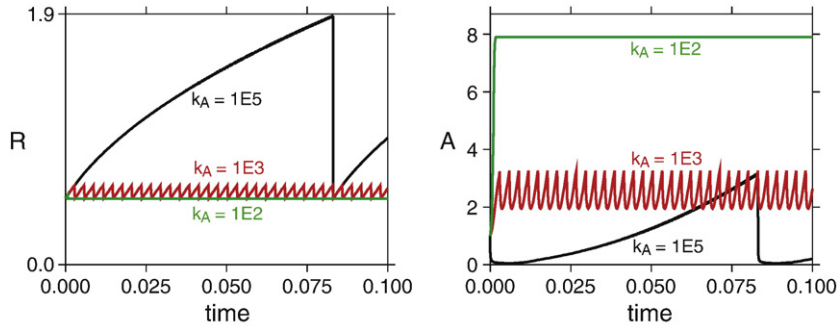 1.9
R
k_A = 1E5
k_A = 1E3
k_A = 1E2
0.0
0.000 0.025 0.050 0.075 0.100
time
8
k_A = 1E2
6
A
4
k_A = 1E3
2
k_A = 1E5
0
0.000 0.025 0.050 0.075 0.100
time